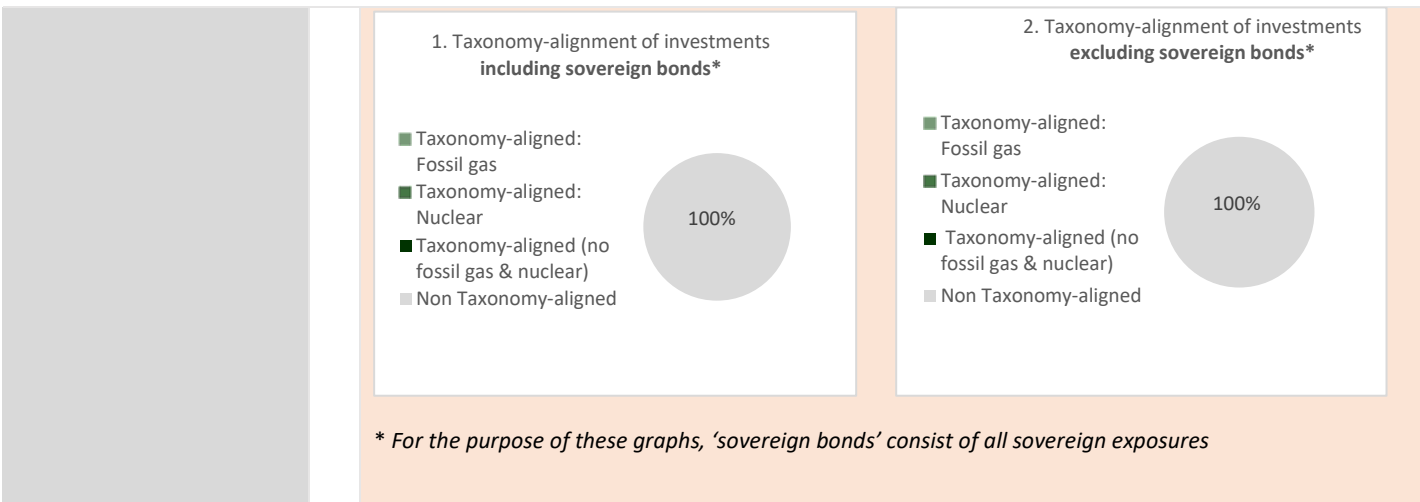 1. Taxonomy-alignment of investments
including sovereign bonds*
Taxonomy-aligned:
Fossil gas
Taxonomy-aligned:
Nuclear
Taxonomy-aligned (no
fossil gas & nuclear)
Non Taxonomy-aligned
100%
2. Taxonomy-alignment of investments
excluding sovereign bonds*
Taxonomy-aligned:
Fossil gas
Taxonomy-aligned:
Nuclear
Taxonomy-aligned (no
fossil gas & nuclear)
Non Taxonomy-aligned
100%
* For the purpose of these graphs, ‘sovereign bonds’ consist of all sovereign exposures